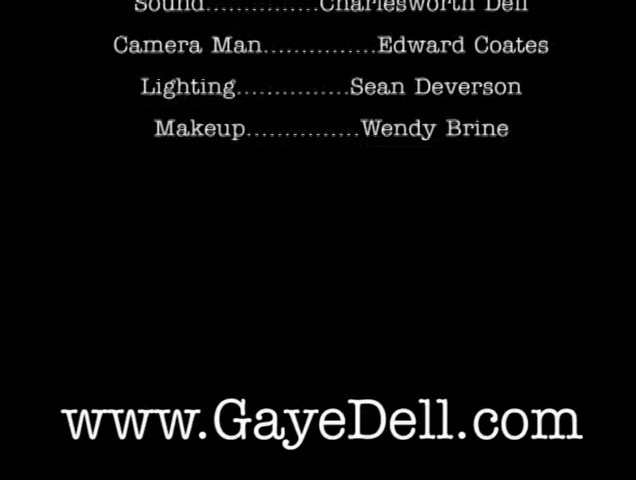 Sound...............Charlesworth Dell
Camera Man...............Edward Coates
Lighting...............Sean Deverson
Makeup...............Wendy Brine
www.GayeDell.com